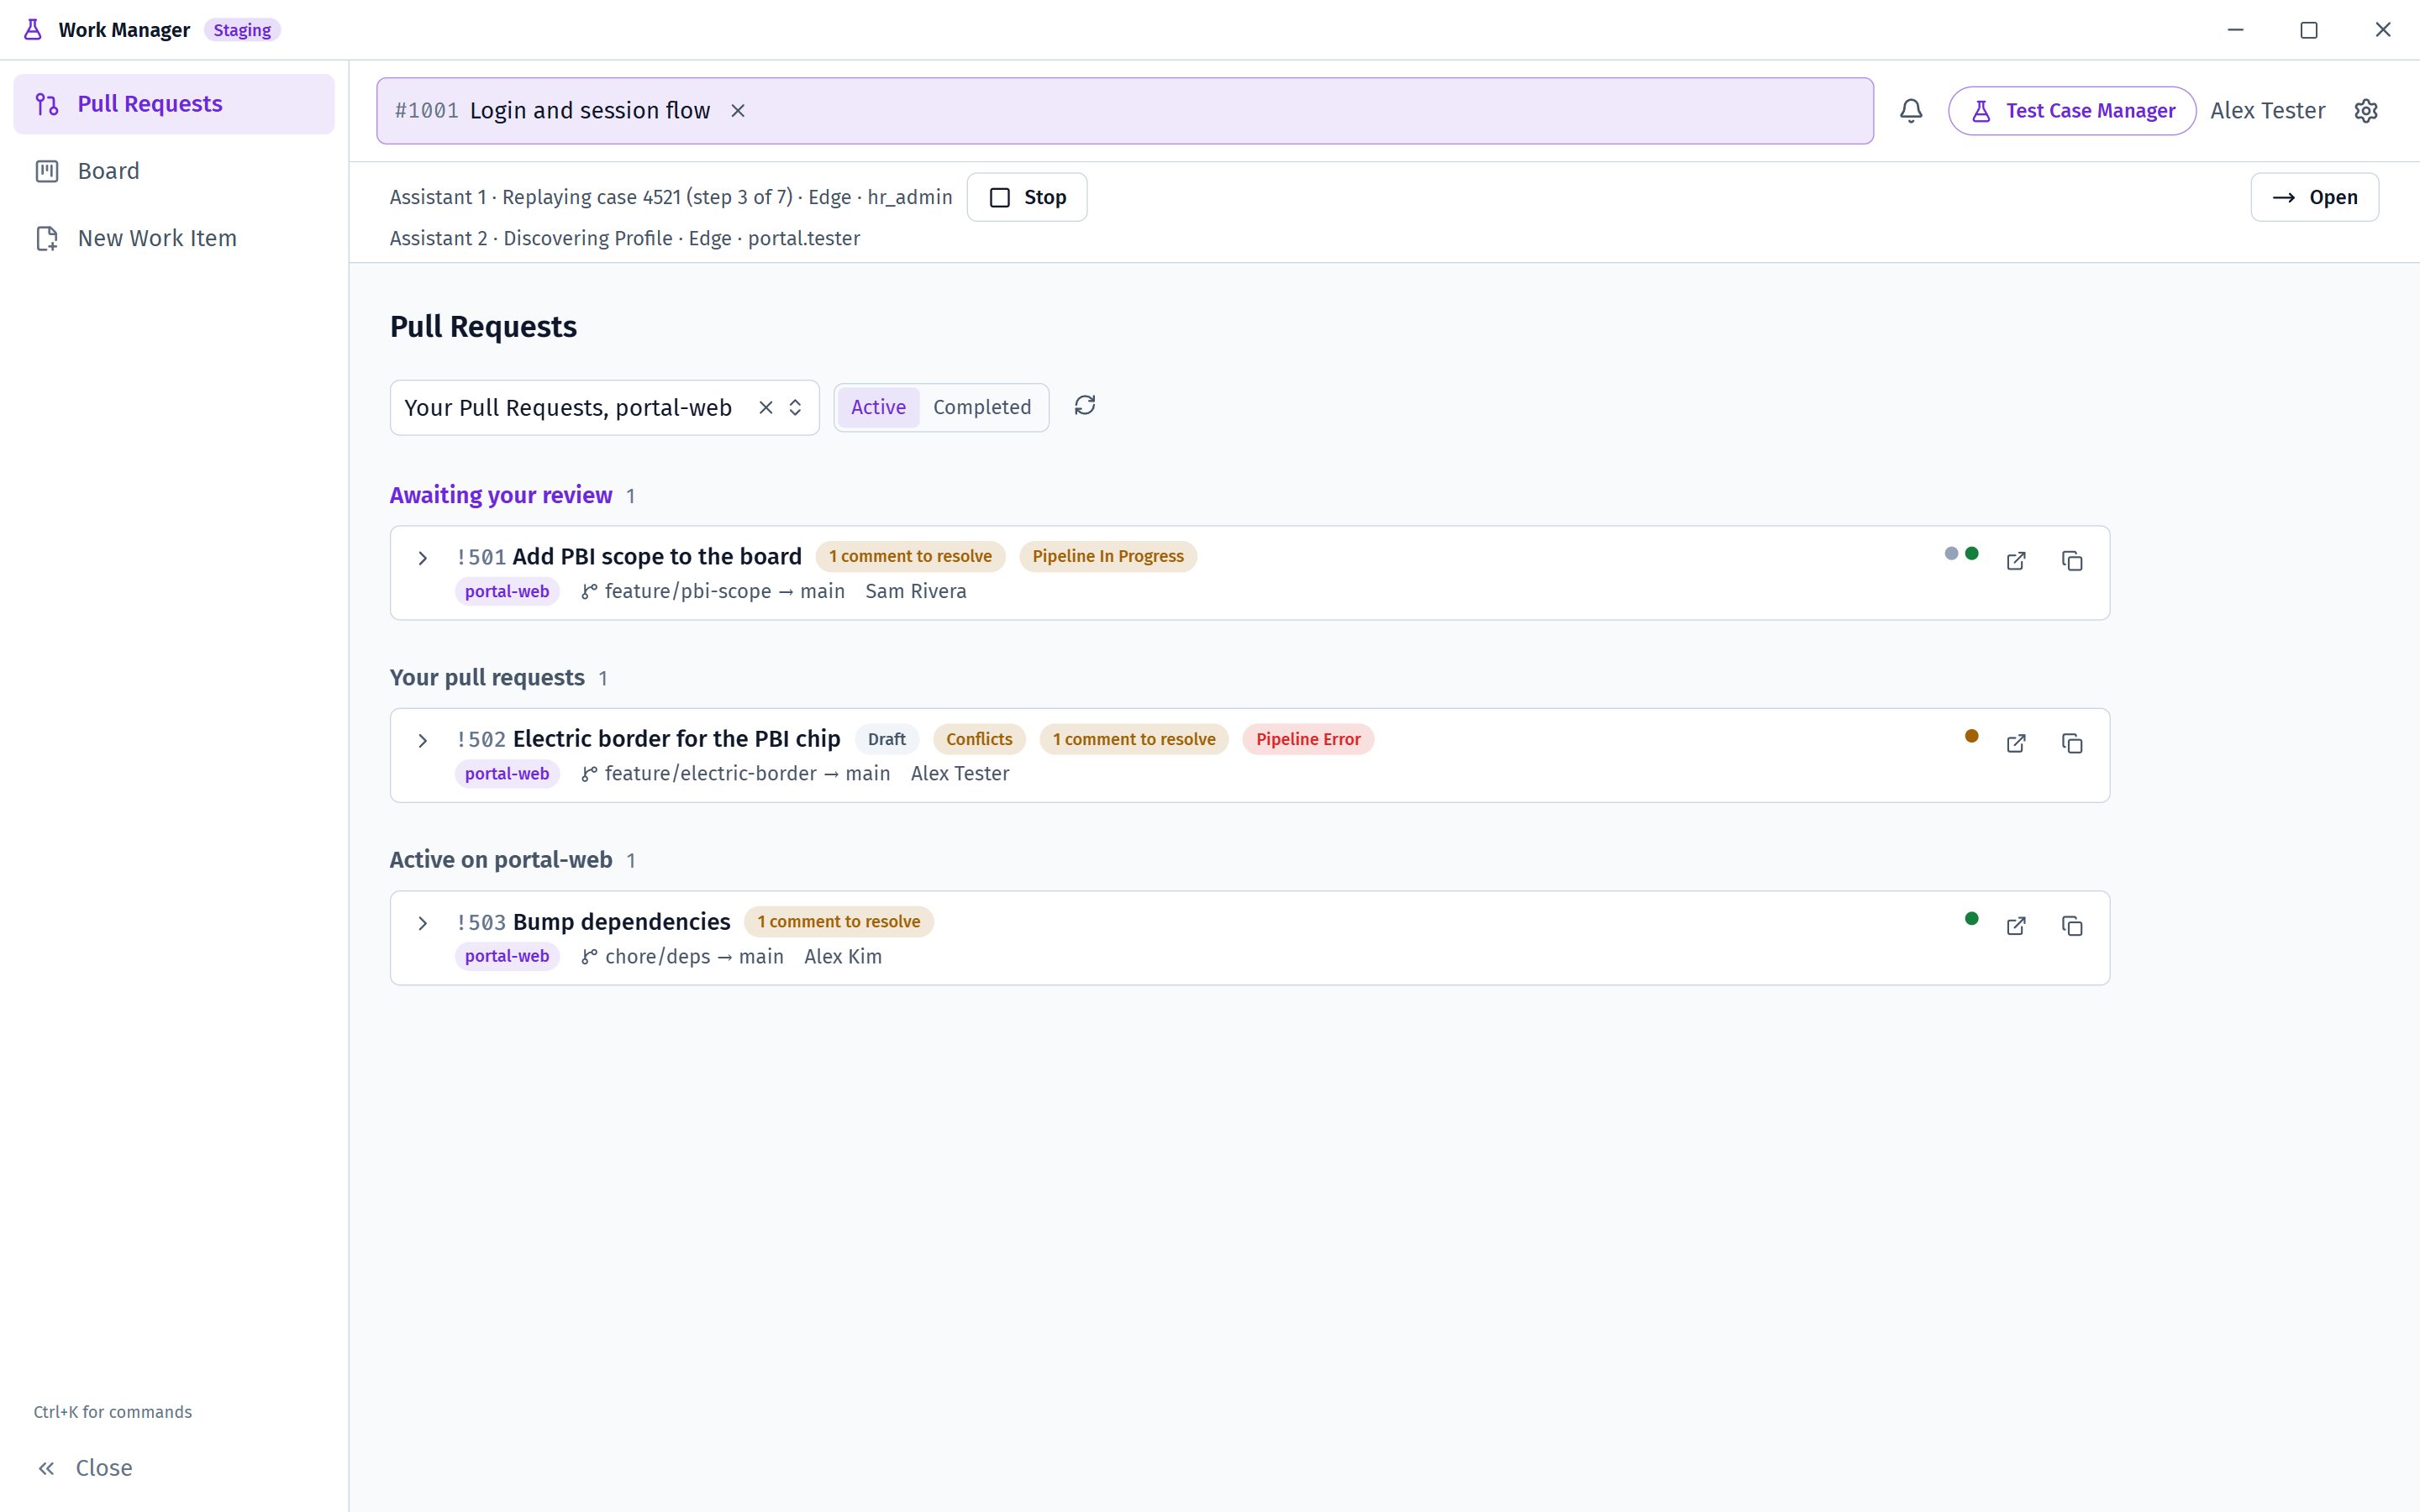 Work Manager Staging
Pull Requests
Board
New Work Item
Ctrl+K for commands
Close
#1001 Login and session flow
Test Case Manager
Alex Tester
Assistant 1 · Replaying case 4521 (step 3 of 7) · Edge · hr_admin
Stop
Open
Assistant 2 · Discovering Profile · Edge · portal.tester
Pull Requests
Your Pull Requests, portal-web
Active Completed
Awaiting your review 1
!501 Add PBI scope to the board 1 comment to resolve Pipeline In Progress
portal-web feature/pbi-scope → main Sam Rivera
Your pull requests 1
!502 Electric border for the PBI chip Draft Conflicts 1 comment to resolve Pipeline Error
portal-web feature/electric-border → main Alex Tester
Active on portal-web 1
!503 Bump dependencies 1 comment to resolve
portal-web chore/deps → main Alex Kim